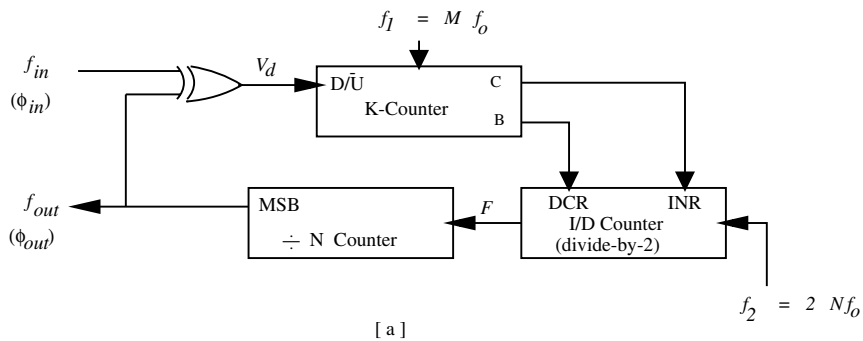 f1 = M fo
fin
(ϕin)
Vd
D/Ū
K-Counter
C
B
fout
(ϕout)
MSB
÷ N Counter
F
DCR
INR
I/D Counter
(divide-by-2)
f2 = 2 Nfo
[ a ]